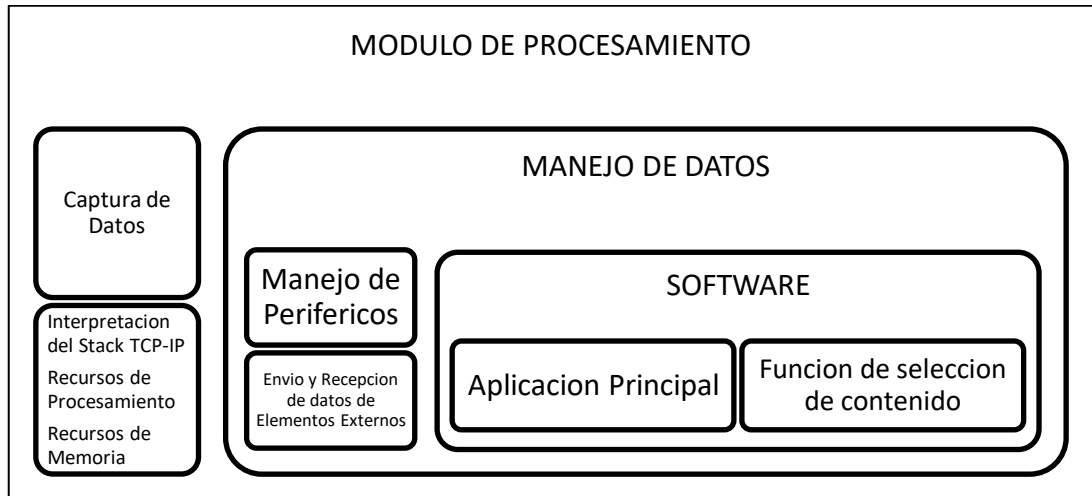 MODULO DE PROCESAMIENTO
Captura de
Datos
Interpretacion
del Stack TCP-IP
Recursos de
Procesamiento
Recursos de
Memoria
MANEJO DE DATOS
Manejo de
Perifericos
Envio y Recepcion
de datos de
Elementos Externos
SOFTWARE
Aplicacion Principal
Funcion de seleccion
de contenido